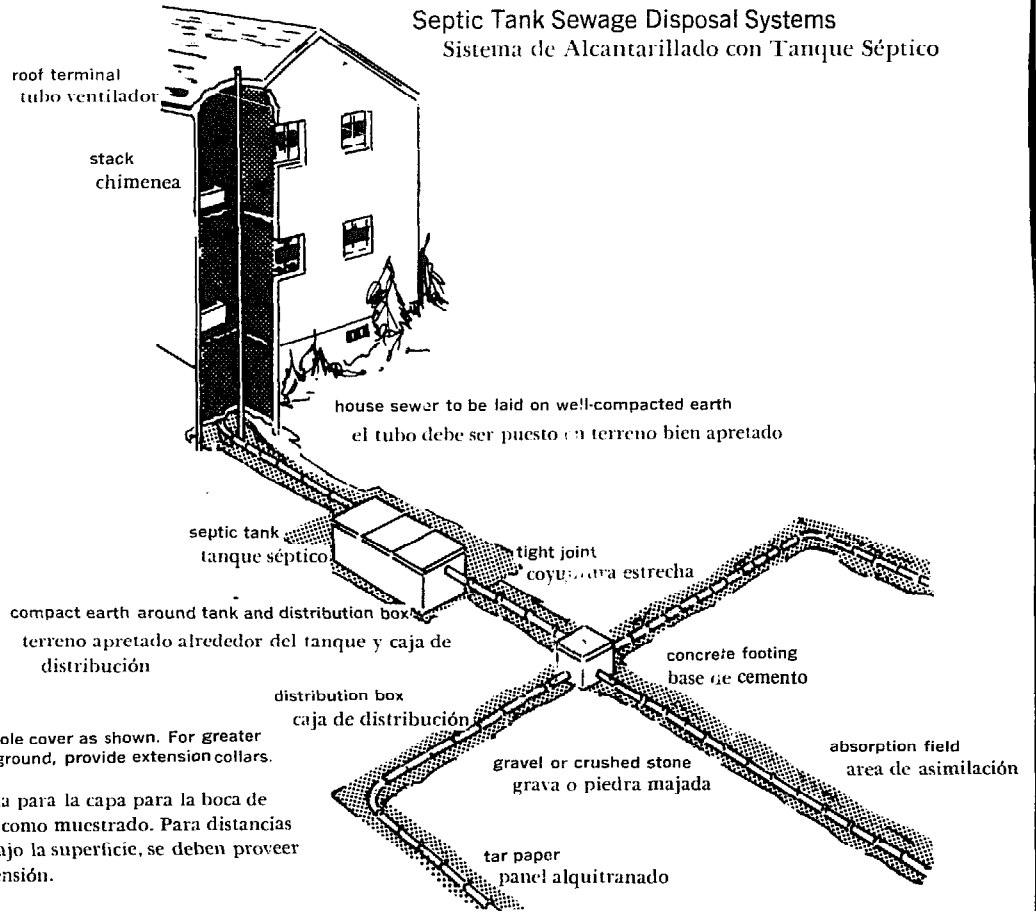 Septic Tank Sewage Disposal Systems
Sistema de Alcantarillado con Tanque Séptico
roof terminal
tubo ventilador
stack
chimenea
house sewer to be laid on well-compacted earth
el tubo debe ser puesto en terreno bien apretado
septic tank
tanque séptico
tight joint
estrecha
compact earth around tank and distribution box
terreno apretado alrededor del tanque y caja de
distribución
concrete footing
base de cemento
distribution box
caja de distribución
ole cover as shown. For greater
ground, provide extension collars.
gravel or crushed stone
grava o piedra majada
absorption field
area de asimilación
a para la capa para la boca de
como muestrado. Para distancias
ajo la superficie, se deben proveer
ensión.
tar paper
panel alquitranado